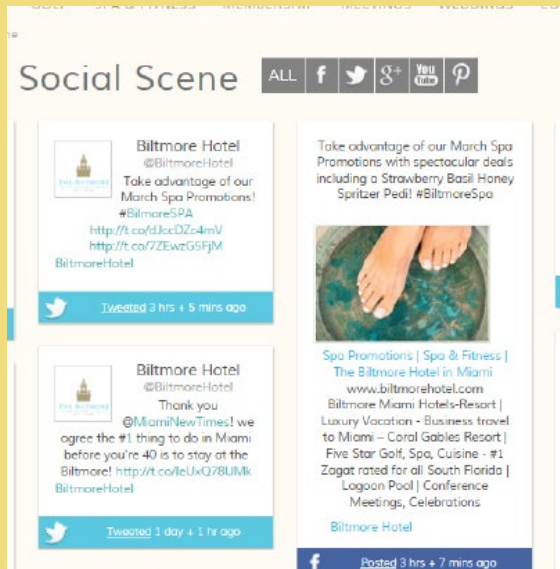 Social Scene
ALL f g+ You Tube
Biltmore Hotel
@BiltmoreHotel
Take advantage of our
March Spa Promotions!
#BilmoreSPA
http://t.co/dJccDZc4mV
http://t.co/7ZEwzG5FjM
BiltmoreHotel
Tweeted 3 hrs + 5 mins ago
Biltmore Hotel
@BiltmoreHotel
Thank you
@MiamiNewTimes! we
agree the #1 thing to do in Miami
before you're 40 is to stay at the
Biltmore! http://t.co/leUxQ78UMk
BiltmoreHotel
Tweeted 1 day + 1 hr ago
Take advantage of our March Spa
Promotions with spectacular deals
including a Strawberry Basil Honey
Spritzer Pedi! #BiltmoreSpa
Spa Promotions | Spa & Fitness |
The Biltmore Hotel in Miami
www.biltmorehotel.com
Biltmore Miami Hotels-Resort |
Luxury Vacation - Business travel
to Miami – Coral Gables Resort |
Five Star Golf, Spa, Cuisine - #1
Zagat rated for all South Florida |
Lagoon Pool | Conference
Meetings, Celebrations
Biltmore Hotel
f Posted 3 hrs + 7 mins ago